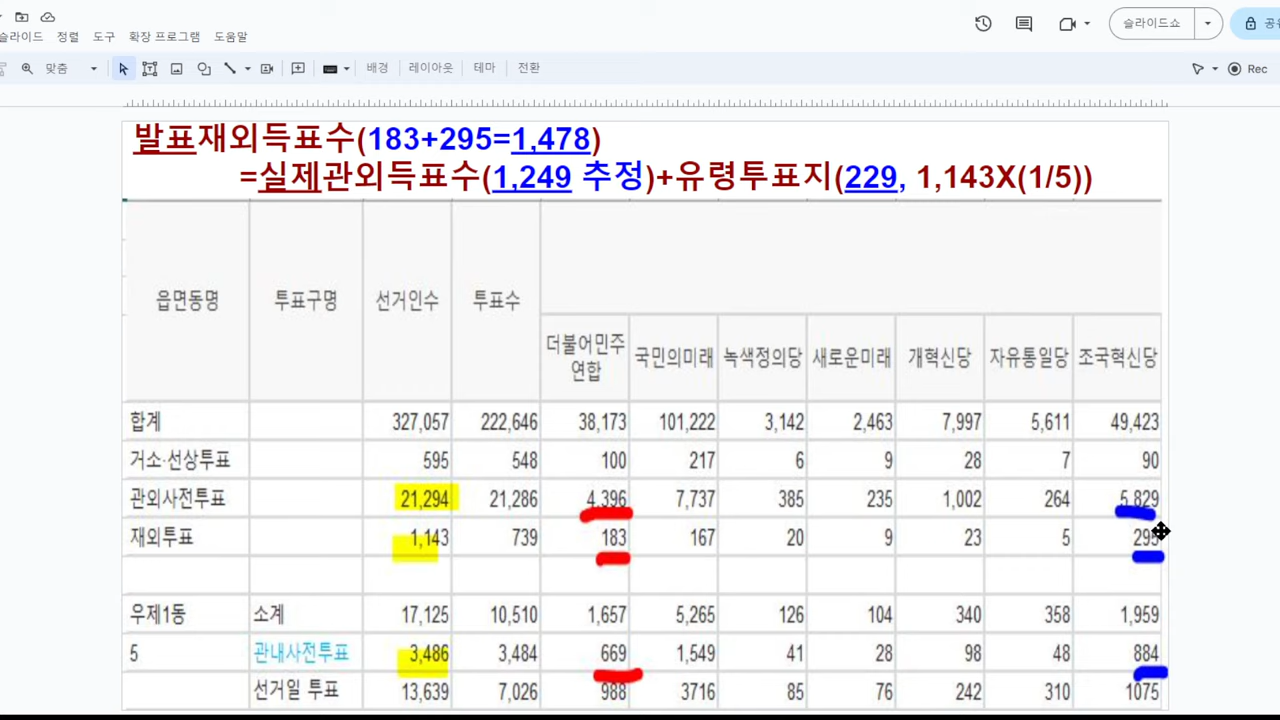 슬라이드 정렬 도구 확장 프로그램 도움말
슬라이드쇼
맞춤 배경 레이아웃 테마 전환 Rec
발표재외득표수(183+295=1,478)
=실제관외득표수(1,249 추정)+유령투표지(229, 1,143X(1/5))
읍면동명 투표구명 선거인수 투표수 더불어민주연합 국민의미래 녹색정의당 새로운미래 개혁신당 자유통일당 조국혁신당
합계 327,057 222,646 38,173 101,222 3,142 2,463 7,997 5,611 49,423
거소·선상투표 595 548 100 217 6 9 28 7 90
관외사전투표 21,294 21,286 4,396 7,737 385 235 1,002 264 5,829
재외투표 1,143 739 183 167 20 9 23 5 295
우제1동 소계 17,125 10,510 1,657 5,265 126 104 340 358 1,959
5 관내사전투표 3,486 3,484 669 1,549 41 28 98 48 884
선거일 투표 13,639 7,026 988 3716 85 76 242 310 1075